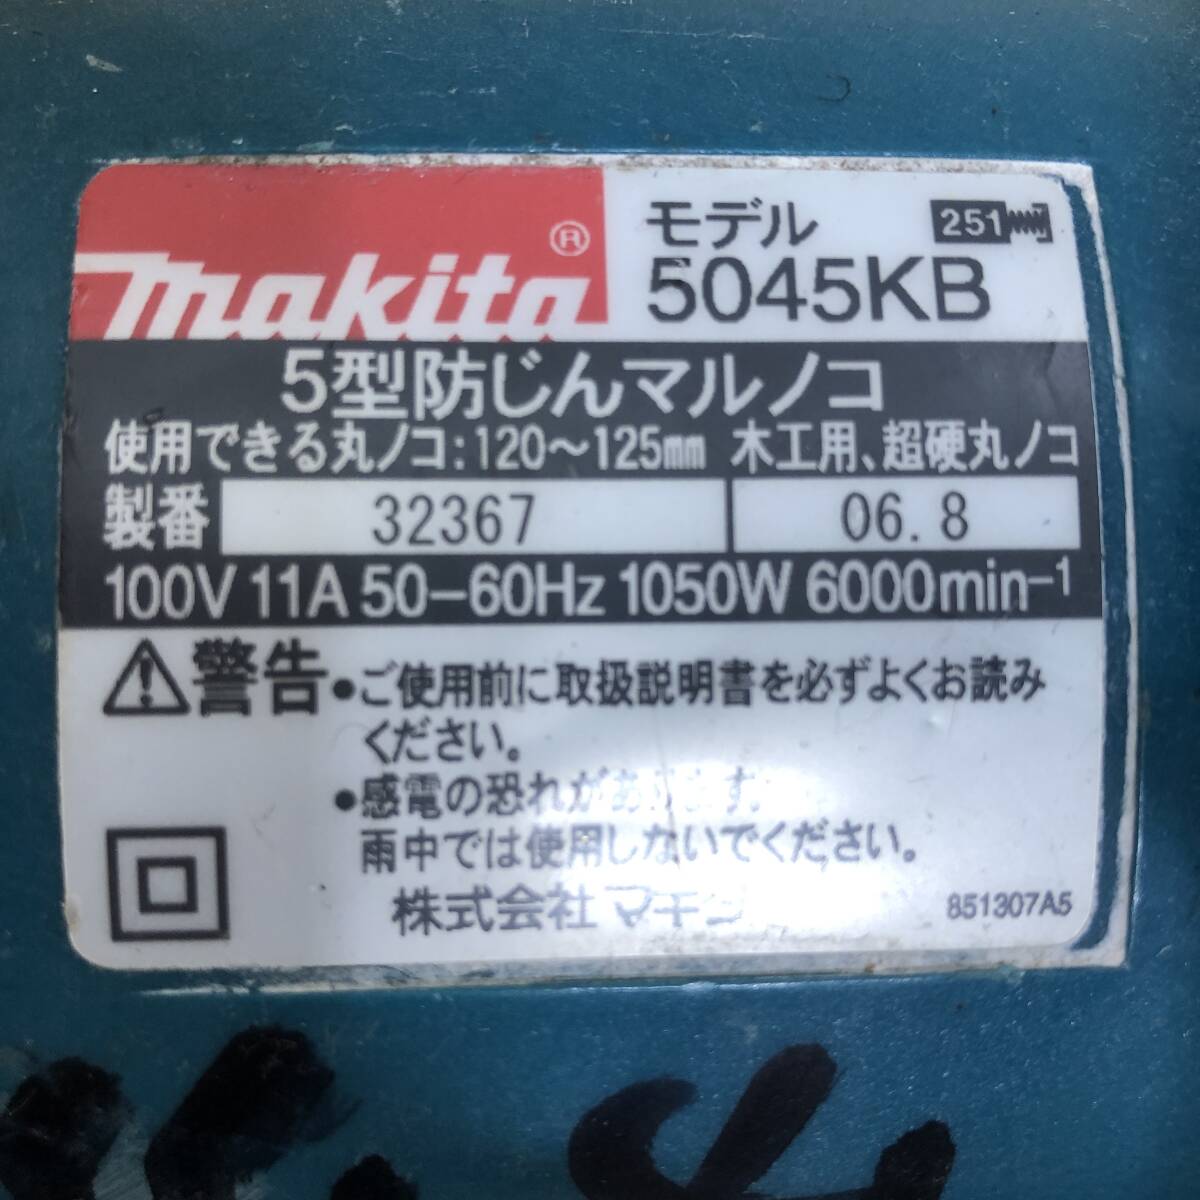 makita®
モデル 251
5045KB
5型防じんマルノコ
使用できる丸ノコ:120～125mm 木工用、超硬丸ノコ
製番 32367 06.8
100V 11A 50-60Hz 1050W 6000min-1
警告 •ご使用前に取扱説明書を必ずよくお読み
ください。
•感電の恐れがあります
雨中では使用しないでください。
株式会社
851307A5